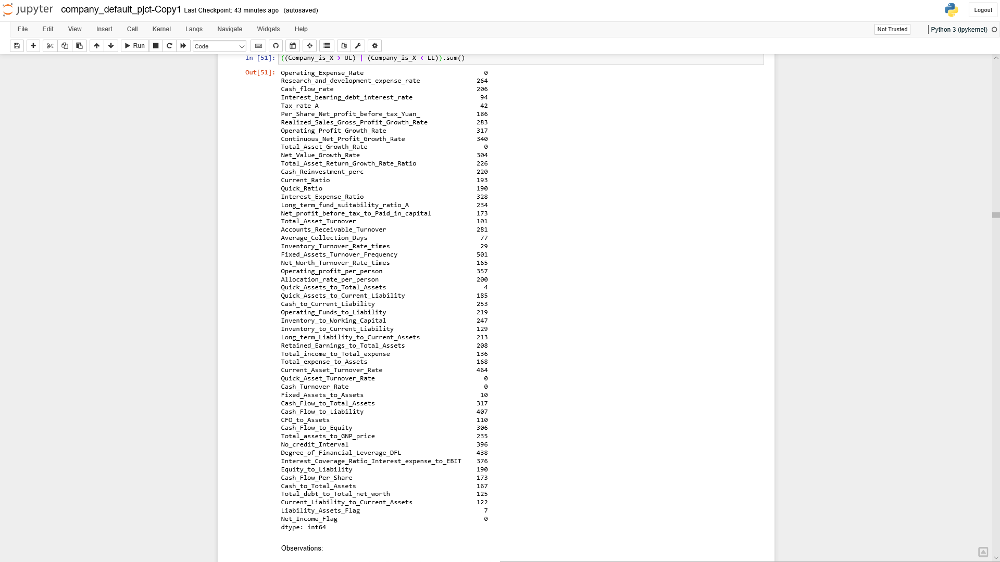 jupyter company_default_pjct-Copy1 Last Checkpoint: 43 minutes ago (autosaved) Logout
File Edit View Insert Cell Kernel Langs Navigate Widgets Help Not Trusted Python 3 (ipykernel)
Run Code
In [51]: ((Company_is_X > UL) | (Company_is_X < LL)).sum()
Out[51]: Operating_Expense_Rate 0
Research_and_development_expense_rate 264
Cash_flow_rate 206
Interest_bearing_debt_interest_rate 94
Tax_rate_A 42
Per_Share_Net_profit_before_tax_Yuan_ 186
Realized_Sales_Gross_Profit_Growth_Rate 283
Operating_Profit_Growth_Rate 317
Continuous_Net_Profit_Growth_Rate 340
Total_Asset_Growth_Rate 0
Net_Value_Growth_Rate 304
Total_Asset_Return_Growth_Rate_Ratio 226
Cash_Reinvestment_perc 220
Current_Ratio 193
Quick_Ratio 190
Interest_Expense_Ratio 328
Long_term_fund_suitability_ratio_A 234
Net_profit_before_tax_to_Paid_in_capital 173
Total_Asset_Turnover 101
Accounts_Receivable_Turnover 281
Average_Collection_Days 77
Inventory_Turnover_Rate_times 29
Fixed_Assets_Turnover_Frequency 501
Net_Worth_Turnover_Rate_times 165
Operating_profit_per_person 357
Allocation_rate_per_person 200
Quick_Assets_to_Total_Assets 4
Quick_Assets_to_Current_Liability 185
Cash_to_Current_Liability 253
Operating_Funds_to_Liability 219
Inventory_to_Working_Capital 247
Inventory_to_Current_Liability 129
Long_term_Liability_to_Current_Assets 213
Retained_Earnings_to_Total_Assets 208
Total_income_to_Total_expense 136
Total_expense_to_Assets 168
Current_Asset_Turnover_Rate 464
Quick_Asset_Turnover_Rate 0
Cash_Turnover_Rate 0
Fixed_Assets_to_Assets 10
Cash_Flow_to_Total_Assets 317
Cash_Flow_to_Liability 407
CFO_to_Assets 110
Cash_Flow_to_Equity 306
Total_assets_to_GNP_price 235
No_credit_Interval 396
Degree_of_Financial_Leverage_DFL 438
Interest_Coverage_Ratio_Interest_expense_to_EBIT 376
Equity_to_Liability 190
Cash_Flow_Per_Share 173
Cash_to_Total_Assets 167
Total_debt_to_Total_net_worth 125
Current_Liability_to_Current_Assets 122
Liability_Assets_Flag 7
Net_Income_Flag 0
dtype: int64
Observations: